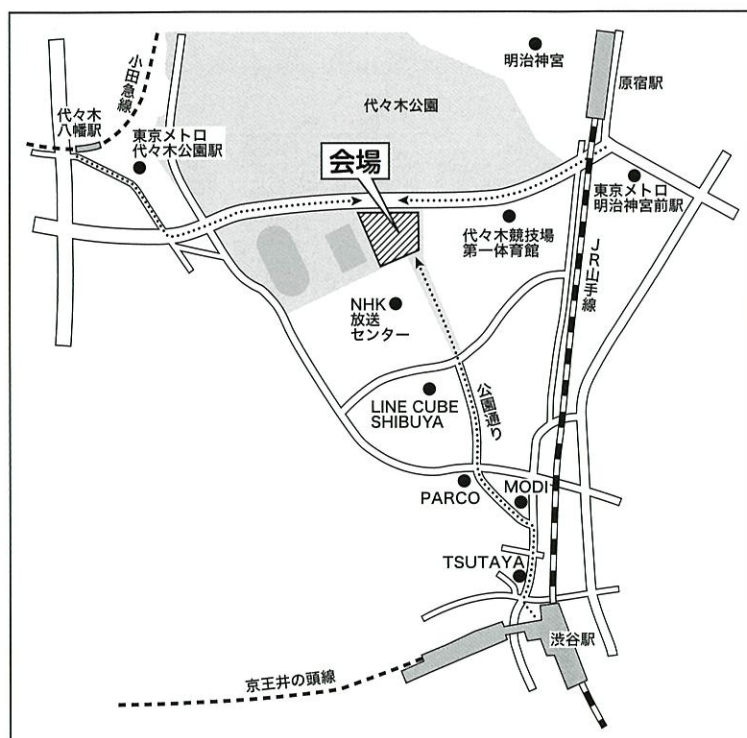 明治神宮
原宿駅
小田急線
代々木
八幡駅
代々木公園
東京メトロ
代々木公園駅
会場
東京メトロ
明治神宮前駅
代々木競技場
第一体育館
JR山手線
NHK
放送
センター
LINE CUBE
SHIBUYA
公園通り
PARCO
MODI
TSUTAYA
渋谷駅
京王井の頭線